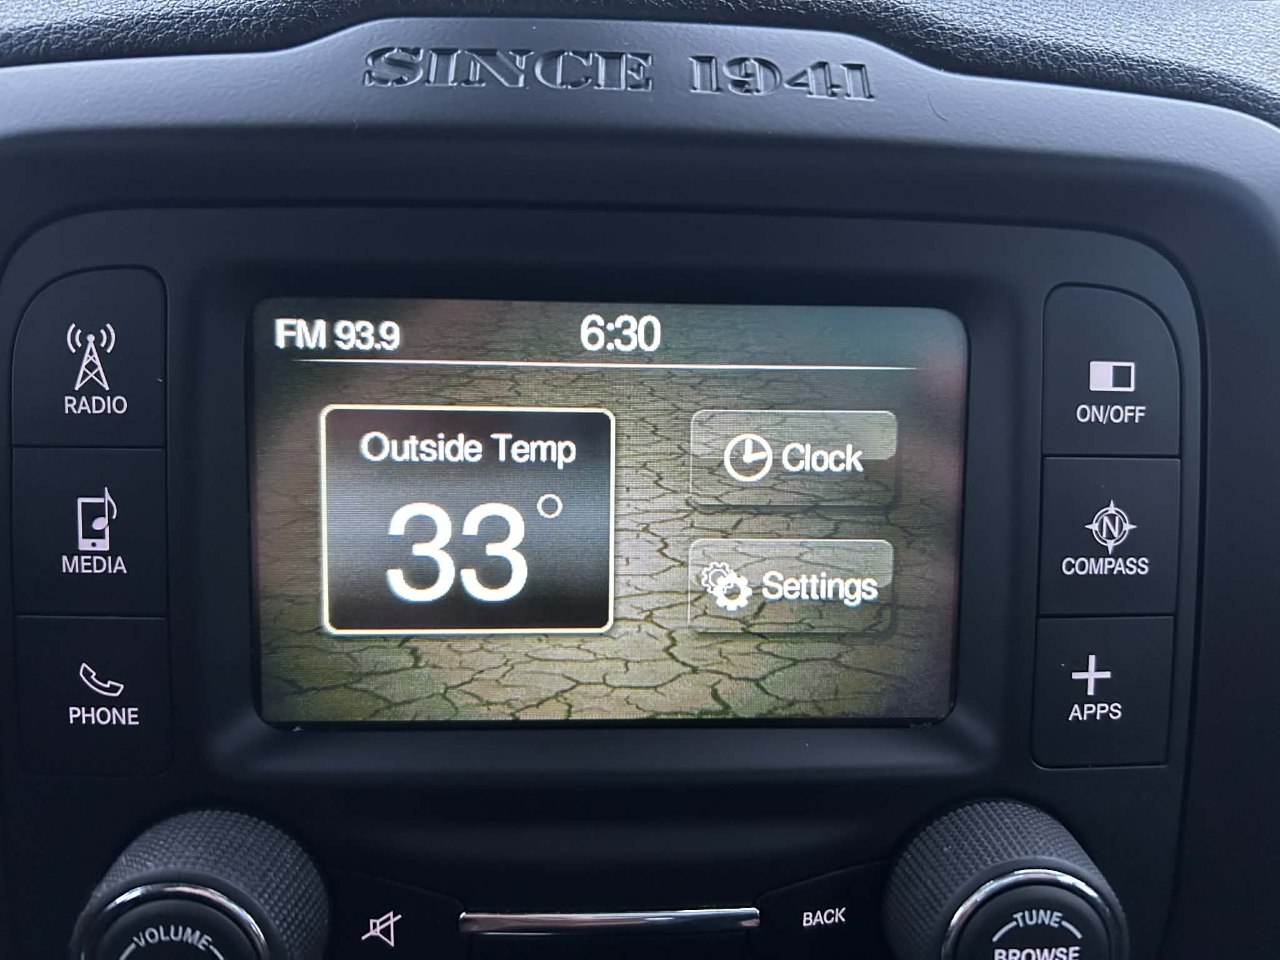 SINCE 1941
FM 93.9
6:30
RADIO
Outside Temp
33°
Clock
ON/OFF
MEDIA
Settings
N
COMPASS
PHONE
APPS
VOLUME
BACK
TUNE
BROWSE